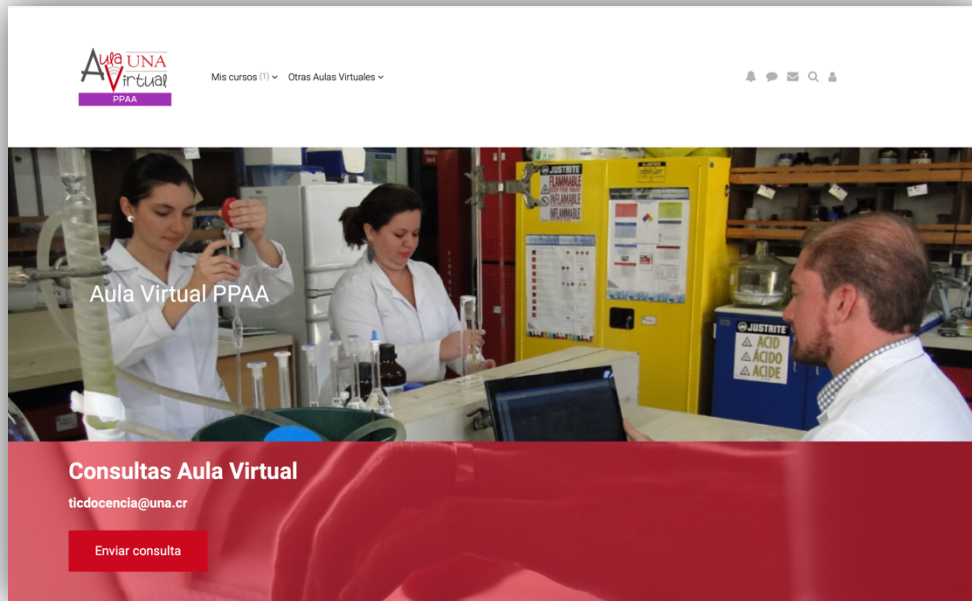 Aula UNA
Virtual
PPAA
Mis cursos (1)
Otras Aulas Virtuales
JUSTRITE
FLAMMABLE
INFLAMABLE
INFLAMMABLE
Aula Virtual PPAA
JUSTRITE
ACID
ÁCIDO
ACIDE
Consultas Aula Virtual
ticdocencia@una.cr
Enviar consulta